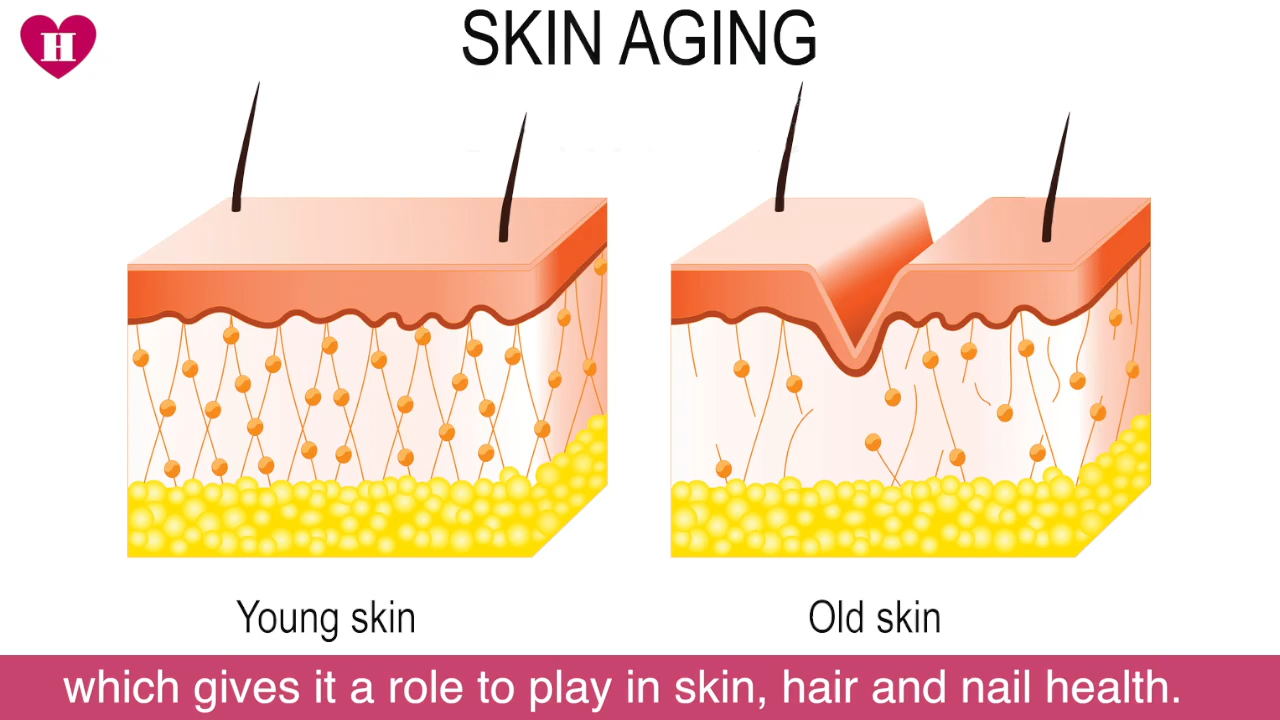 H
SKIN AGING
Young skin
Old skin
which gives it a role to play in skin, hair and nail health.